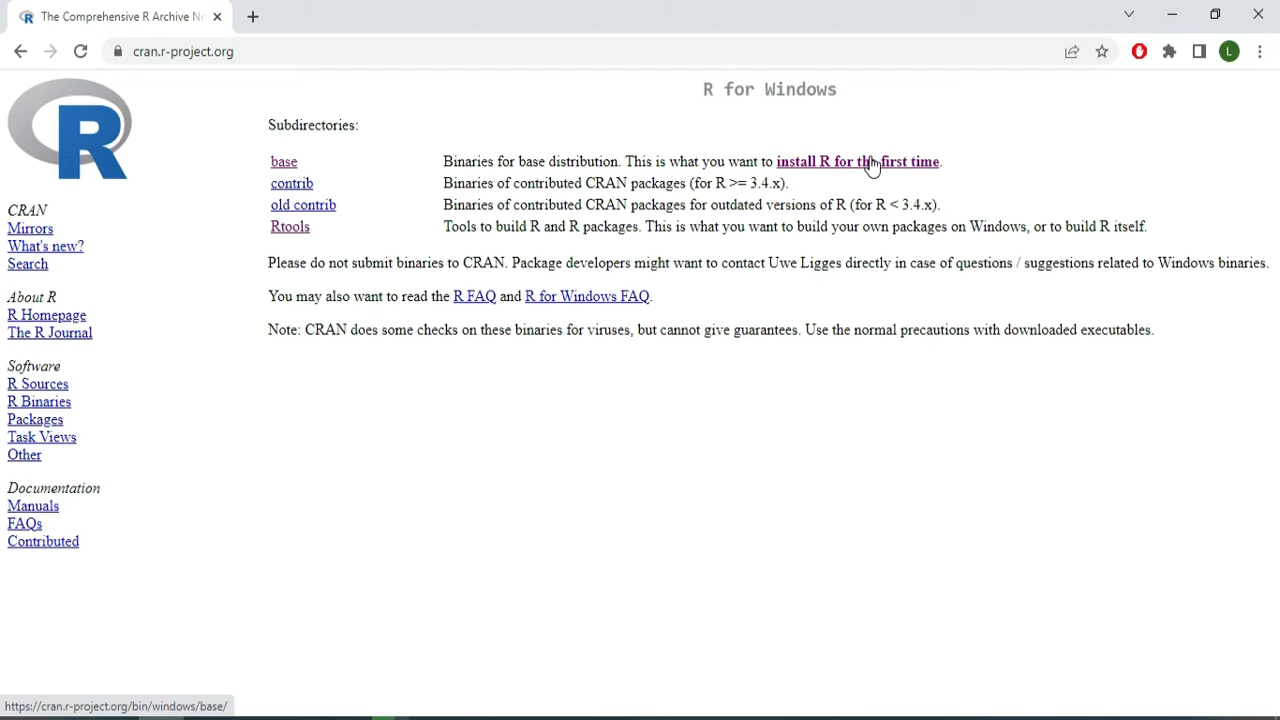 The Comprehensive R Archive Ne
cran.r-project.org
L
R
R for Windows
Subdirectories:
base Binaries for base distribution. This is what you want to install R for the first time.
contrib Binaries of contributed CRAN packages (for R >= 3.4.x).
old contrib Binaries of contributed CRAN packages for outdated versions of R (for R < 3.4.x).
Rtools Tools to build R and R packages. This is what you want to build your own packages on Windows, or to build R itself.
Please do not submit binaries to CRAN. Package developers might want to contact Uwe Ligges directly in case of questions / suggestions related to Windows binaries.
You may also want to read the R FAQ and R for Windows FAQ.
Note: CRAN does some checks on these binaries for viruses, but cannot give guarantees. Use the normal precautions with downloaded executables.
CRAN
Mirrors
What's new?
Search
About R
R Homepage
The R Journal
Software
R Sources
R Binaries
Packages
Task Views
Other
Documentation
Manuals
FAQs
Contributed
https://cran.r-project.org/bin/windows/base/